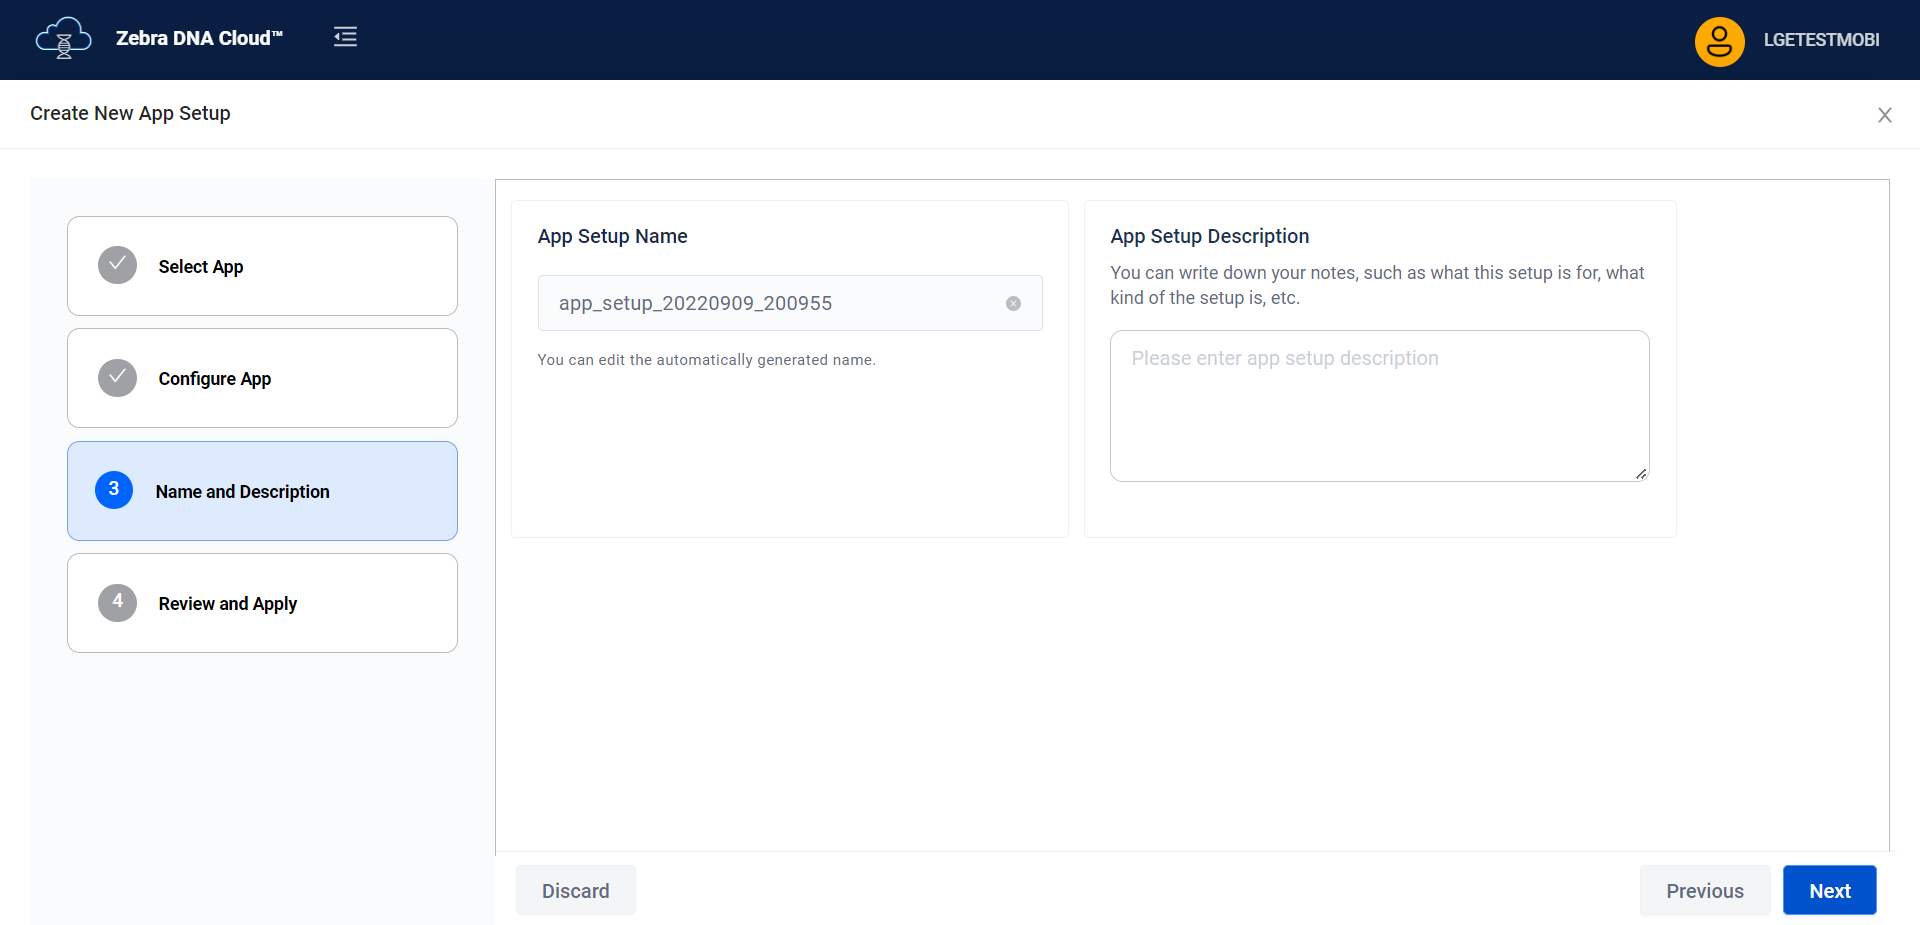 Zebra DNA Cloud™
LGETESTMOBI
Create New App Setup
Select App
Configure App
3
Name and Description
4
Review and Apply
App Setup Name
app_setup_20220909_200955
You can edit the automatically generated name.
App Setup Description
You can write down your notes, such as what this setup is for, what
kind of the setup is, etc.
Please enter app setup description
Discard
Previous
Next